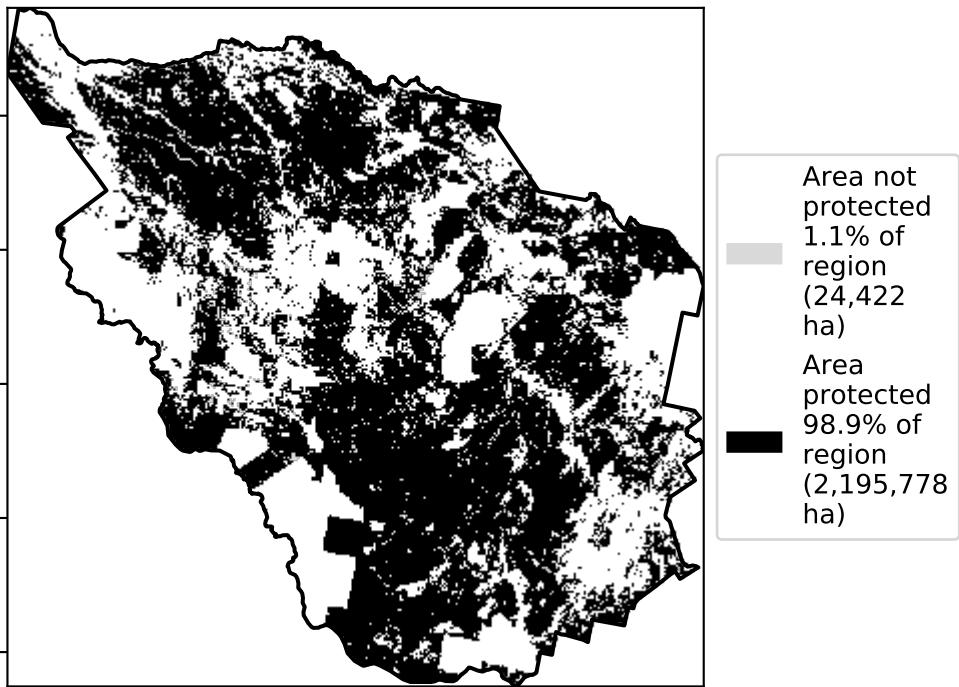 Area not
protected
1.1% of
region
(24,422
ha)
Area
protected
98.9% of
region
(2,195,778
ha)